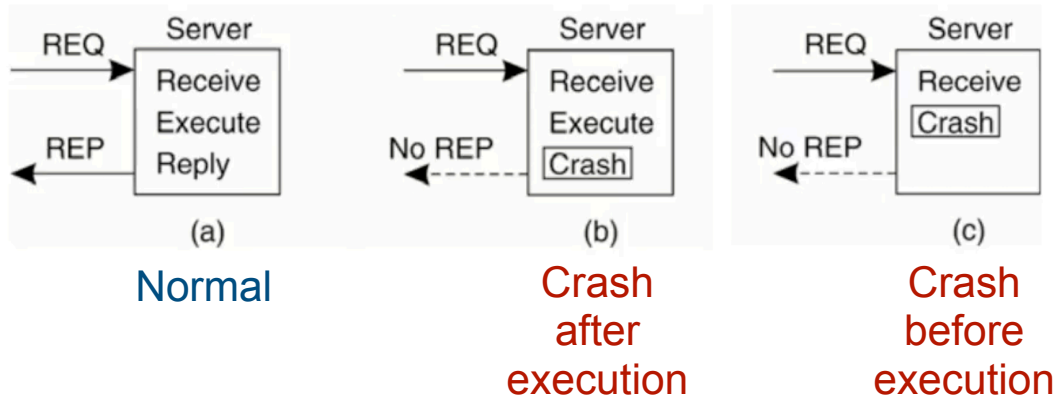 Server
REQ
Receive
Execute
REP
Reply
(a)
Normal
Server
REQ
Receive
Execute
No REP
Crash
(b)
Crash
after
execution
Server
REQ
Receive
Crash
No REP
(c)
Crash
before
execution